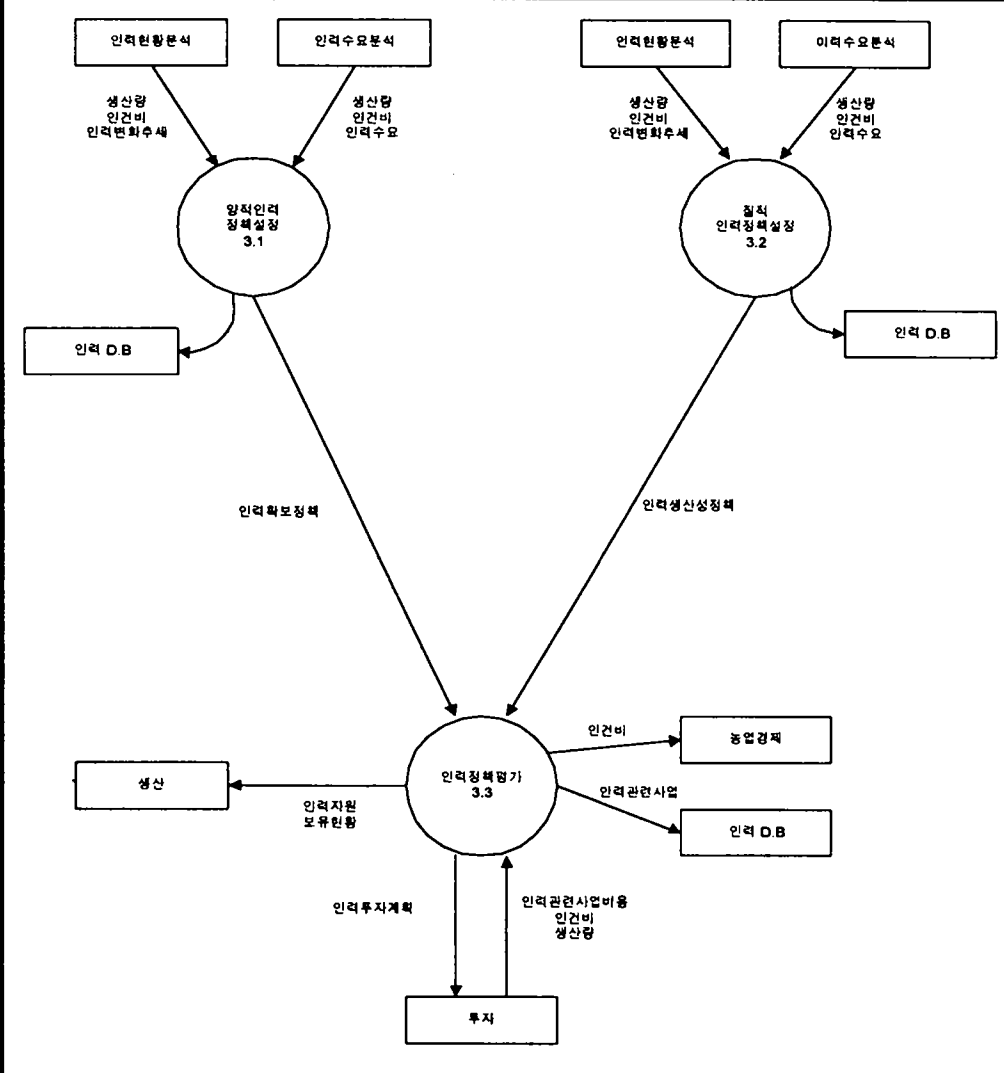 인력현황분석
인력수요분석
인력현황분석
이력수요분석
생산량
인건비
인력변화추세
생산량
인건비
인력수요
생산량
인건비
인력변화추세
생산량
인건비
인력수요
양적인력
정책설정
3.1
질적
인력정책설정
3.2
인력 D.B
인력 D.B
인력확보정책
인력생산성정책
인건비
농업경제
생산
인력정책평가
3.3
인력관련사업
인력자원
보유현황
인력 D.B
인력투자계획
인력관련사업비용
인건비
생산량
투자